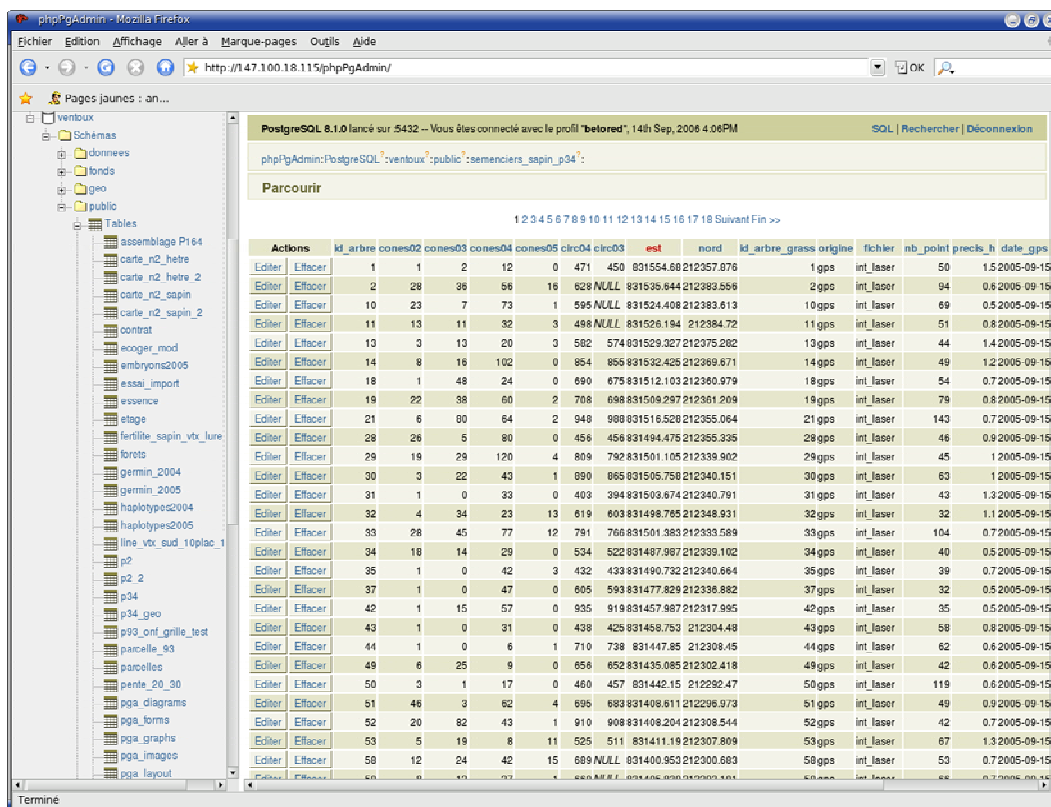 phpPgAdmin - Mozilla Firefox
Fichier Edition Affichage Aller à Marque-pages Outils Aide
http://147.100.18.115/phpPgAdmin/ OK
Pages jaunes : an...
ventoux
Schémas
donnees
fonds
geo
public
Tables
assemblage P164
carte_n2_hetre
carte_n2_hetre_2
carte_n2_sapin
carte_n2_sapin_2
contrat
ecoger_mod
embryons2005
essai_import
essence
etage
fertilite_sapin_vtx_lure
forets
germin_2004
germin_2005
haplotypes2004
haplotypes2005
line_vtx_sud_10plac_1
p2
p2_2
p34
p34_geo
p93_onf_grille_test
parcelle_93
parcelles
pente_20_30
pga_diagrams
pga_forms
pga_graphs
pga_images
pga_layout
PostgreSQL 8.1.0 lancé sur :5432 -- Vous êtes connecté avec le profil "betored", 14th Sep, 2006 4:06PM SQL | Rechercher | Déconnexion
phpPgAdmin:PostgreSQL?:ventoux?:public?:semenciers_sapin_p34?:
Parcourir
1 2 3 4 5 6 7 8 9 10 11 12 13 14 15 16 17 18 Suivant Fin >>
Actions id_arbre cones02 cones03 cones04 cones05 circ04 circ03 est nord id_arbre_grass origine fichier nb_point precis_h date_gps
Editer Effacer 1 1 2 12 0 471 450 831554.68 212357.876 1 gps int_laser 50 1.5 2005-09-15
Editer Effacer 2 28 36 56 16 628 NULL 831535.644 212383.556 2 gps int_laser 94 0.6 2005-09-15
Editer Effacer 10 23 7 73 1 595 NULL 831524.408 212383.613 10 gps int_laser 69 0.5 2005-09-15
Editer Effacer 11 13 11 32 3 498 NULL 831526.194 212384.72 11 gps int_laser 51 0.8 2005-09-15
Editer Effacer 13 3 13 20 3 582 574 831529.327 212375.282 13 gps int_laser 44 1.4 2005-09-15
Editer Effacer 14 8 16 102 0 854 855 831532.425 212369.671 14 gps int_laser 49 1.2 2005-09-15
Editer Effacer 18 1 48 24 0 690 675 831512.103 212360.979 18 gps int_laser 54 0.7 2005-09-15
Editer Effacer 19 22 38 60 2 708 698 831509.297 212361.209 19 gps int_laser 79 0.8 2005-09-15
Editer Effacer 21 6 80 64 2 948 988 831516.528 212355.064 21 gps int_laser 143 0.7 2005-09-15
Editer Effacer 28 26 5 80 0 456 456 831494.475 212355.335 28 gps int_laser 46 0.9 2005-09-15
Editer Effacer 29 19 29 120 4 809 792 831501.105 212339.902 29 gps int_laser 45 1 2005-09-15
Editer Effacer 30 3 22 43 1 890 865 831505.758 212340.151 30 gps int_laser 63 1 2005-09-15
Editer Effacer 31 1 0 33 0 403 394 831503.674 212340.791 31 gps int_laser 43 1.3 2005-09-15
Editer Effacer 32 4 34 23 13 619 603 831498.765 212348.931 32 gps int_laser 32 1.1 2005-09-15
Editer Effacer 33 28 45 77 12 791 766 831501.383 212333.589 33 gps int_laser 104 0.7 2005-09-15
Editer Effacer 34 18 14 29 0 534 522 831487.987 212339.102 34 gps int_laser 40 0.5 2005-09-15
Editer Effacer 35 1 0 42 3 432 433 831490.732 212340.664 35 gps int_laser 39 0.7 2005-09-15
Editer Effacer 37 1 0 47 0 605 593 831477.829 212336.882 37 gps int_laser 32 0.5 2005-09-15
Editer Effacer 42 1 15 57 0 935 919 831457.987 212317.995 42 gps int_laser 35 0.5 2005-09-15
Editer Effacer 43 1 0 31 0 438 425 831458.753 212304.48 43 gps int_laser 58 0.8 2005-09-15
Editer Effacer 44 1 0 6 1 710 738 831447.85 212308.45 44 gps int_laser 62 0.6 2005-09-15
Editer Effacer 49 6 25 9 0 656 652 831435.085 212302.418 49 gps int_laser 42 0.6 2005-09-15
Editer Effacer 50 3 1 17 0 460 457 831442.15 212292.47 50 gps int_laser 119 0.6 2005-09-15
Editer Effacer 51 46 3 62 4 695 683 831408.611 212296.973 51 gps int_laser 49 0.9 2005-09-15
Editer Effacer 52 20 82 43 1 910 908 831408.204 212308.544 52 gps int_laser 42 0.7 2005-09-15
Editer Effacer 53 5 19 8 11 525 511 831411.19 212307.809 53 gps int_laser 67 1.3 2005-09-15
Editer Effacer 58 12 24 42 15 689 NULL 831400.953 212300.683 58 gps int_laser 53 0.7 2005-09-15
Terminé